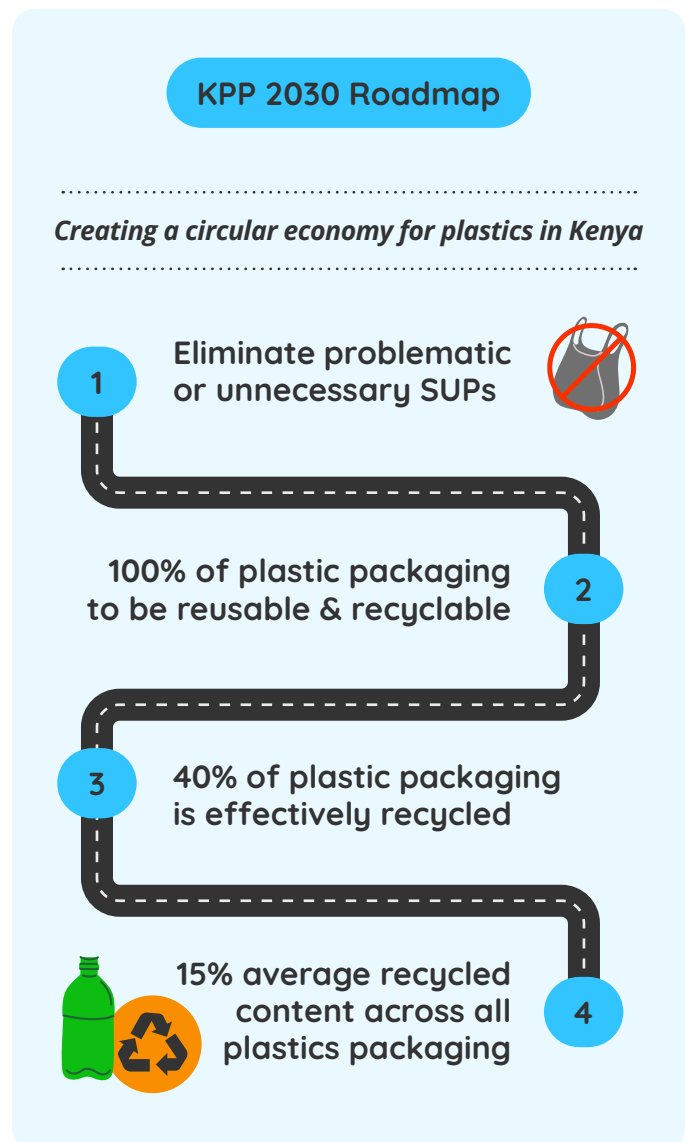 KPP 2030 Roadmap
Creating a circular economy for plastics in Kenya
1
Eliminate problematic
or unnecessary SUPs
100% of plastic packaging
to be reusable & recyclable
2
3
40% of plastic packaging
is effectively recycled
15% average recycled
content across all
plastics packaging
4